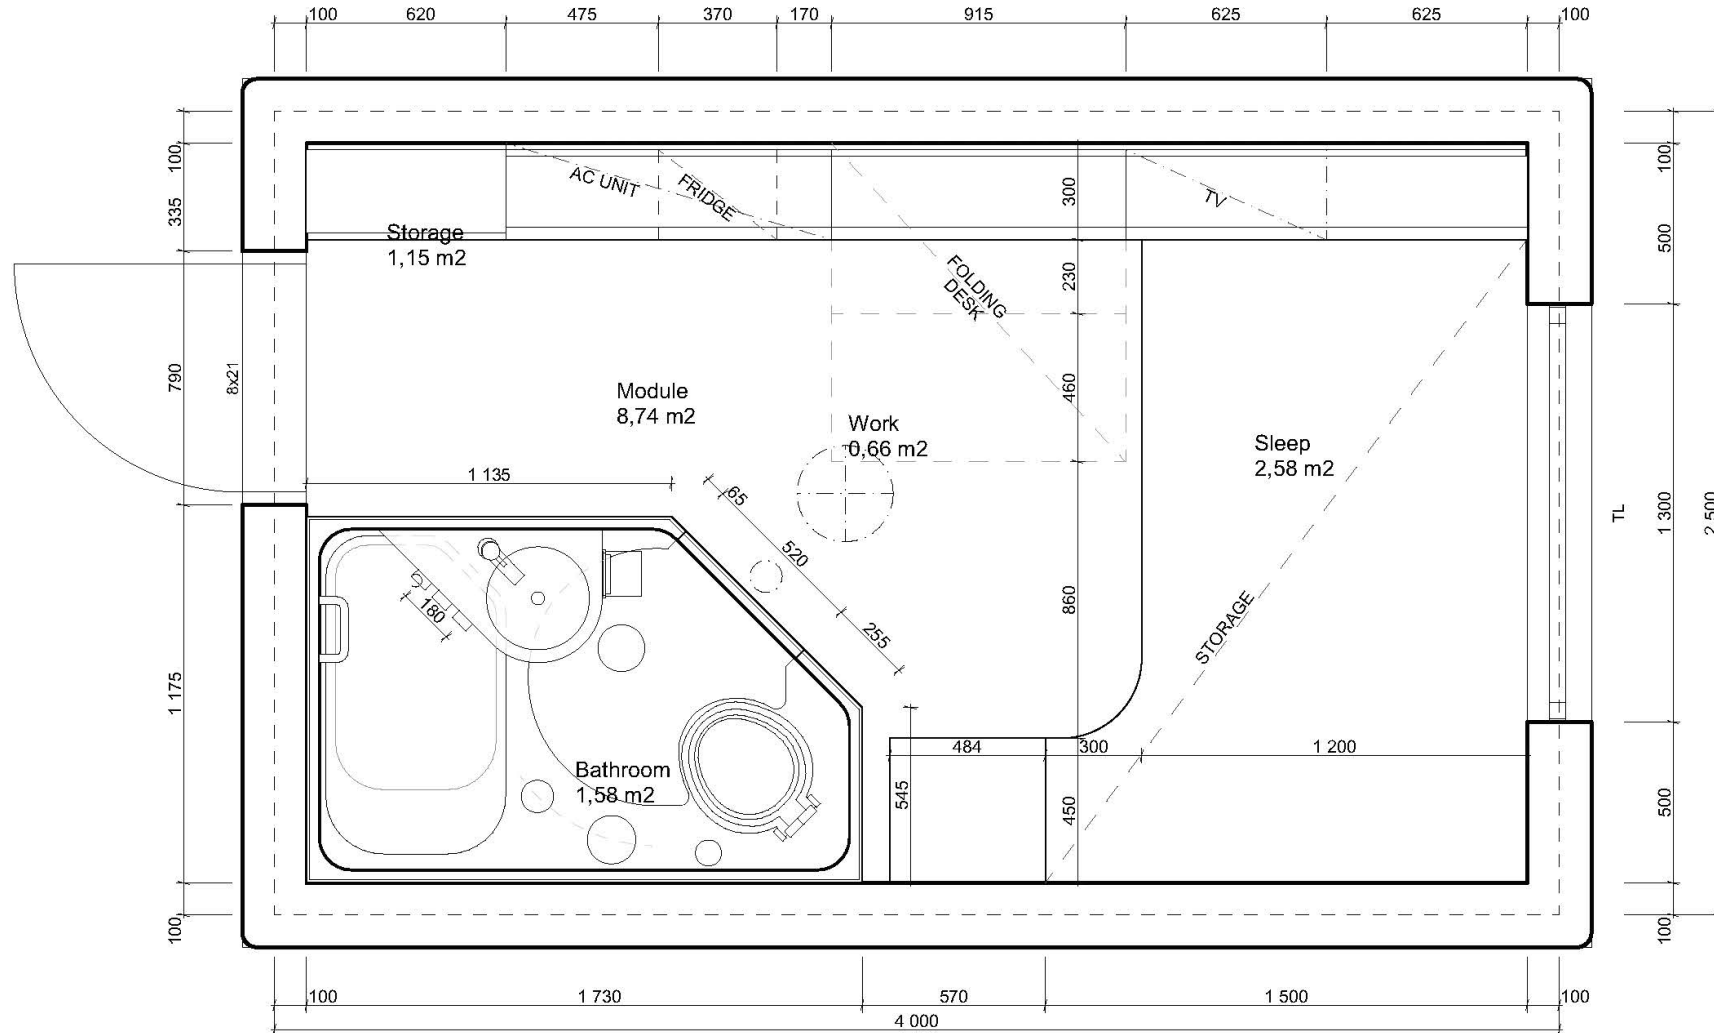 100 620 475 370 170 915 625 625 100
100
335
790
1 175
100
8x21
AC UNIT
FRIDGE
TV
Storage
1,15 m2
300
230
460
860
450
FOLDING
DESK
Module
8,74 m2
Work
0,66 m2
Sleep
2,58 m2
1 135
65
520
255
180
STORAGE
Bathroom
1,58 m2
484 300 1 200
545
100
500
1 300
500
100
TL
2 500
100 1 730 570 1 500 100
4 000